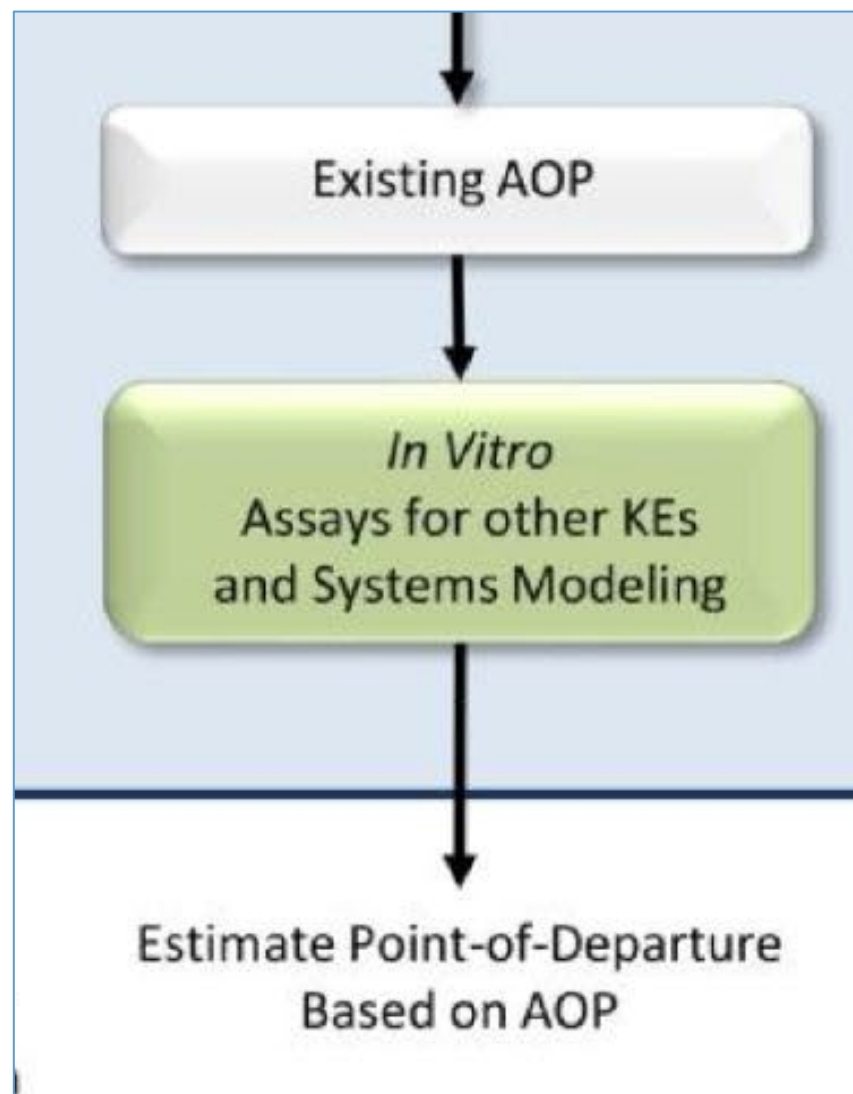 Existing AOP
In Vitro
Assays for other KEs
and Systems Modeling
Estimate Point-of-Departure
Based on AOP